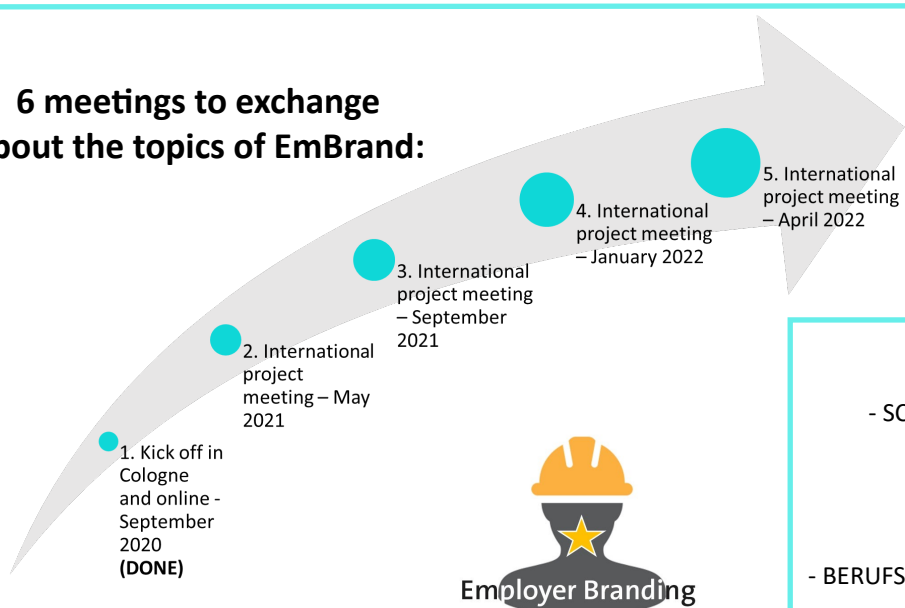 6 meetings to exchange
about the topics of EmBrand:
1. Kick off in
Cologne
and online -
September
2020
(DONE)
2. International
project
meeting – May
2021
3. International
project meeting
– September
2021
4. International
project meeting
– January 2022
5. International
project meeting
– April 2022
Employer Branding
- SC
- BERUFS